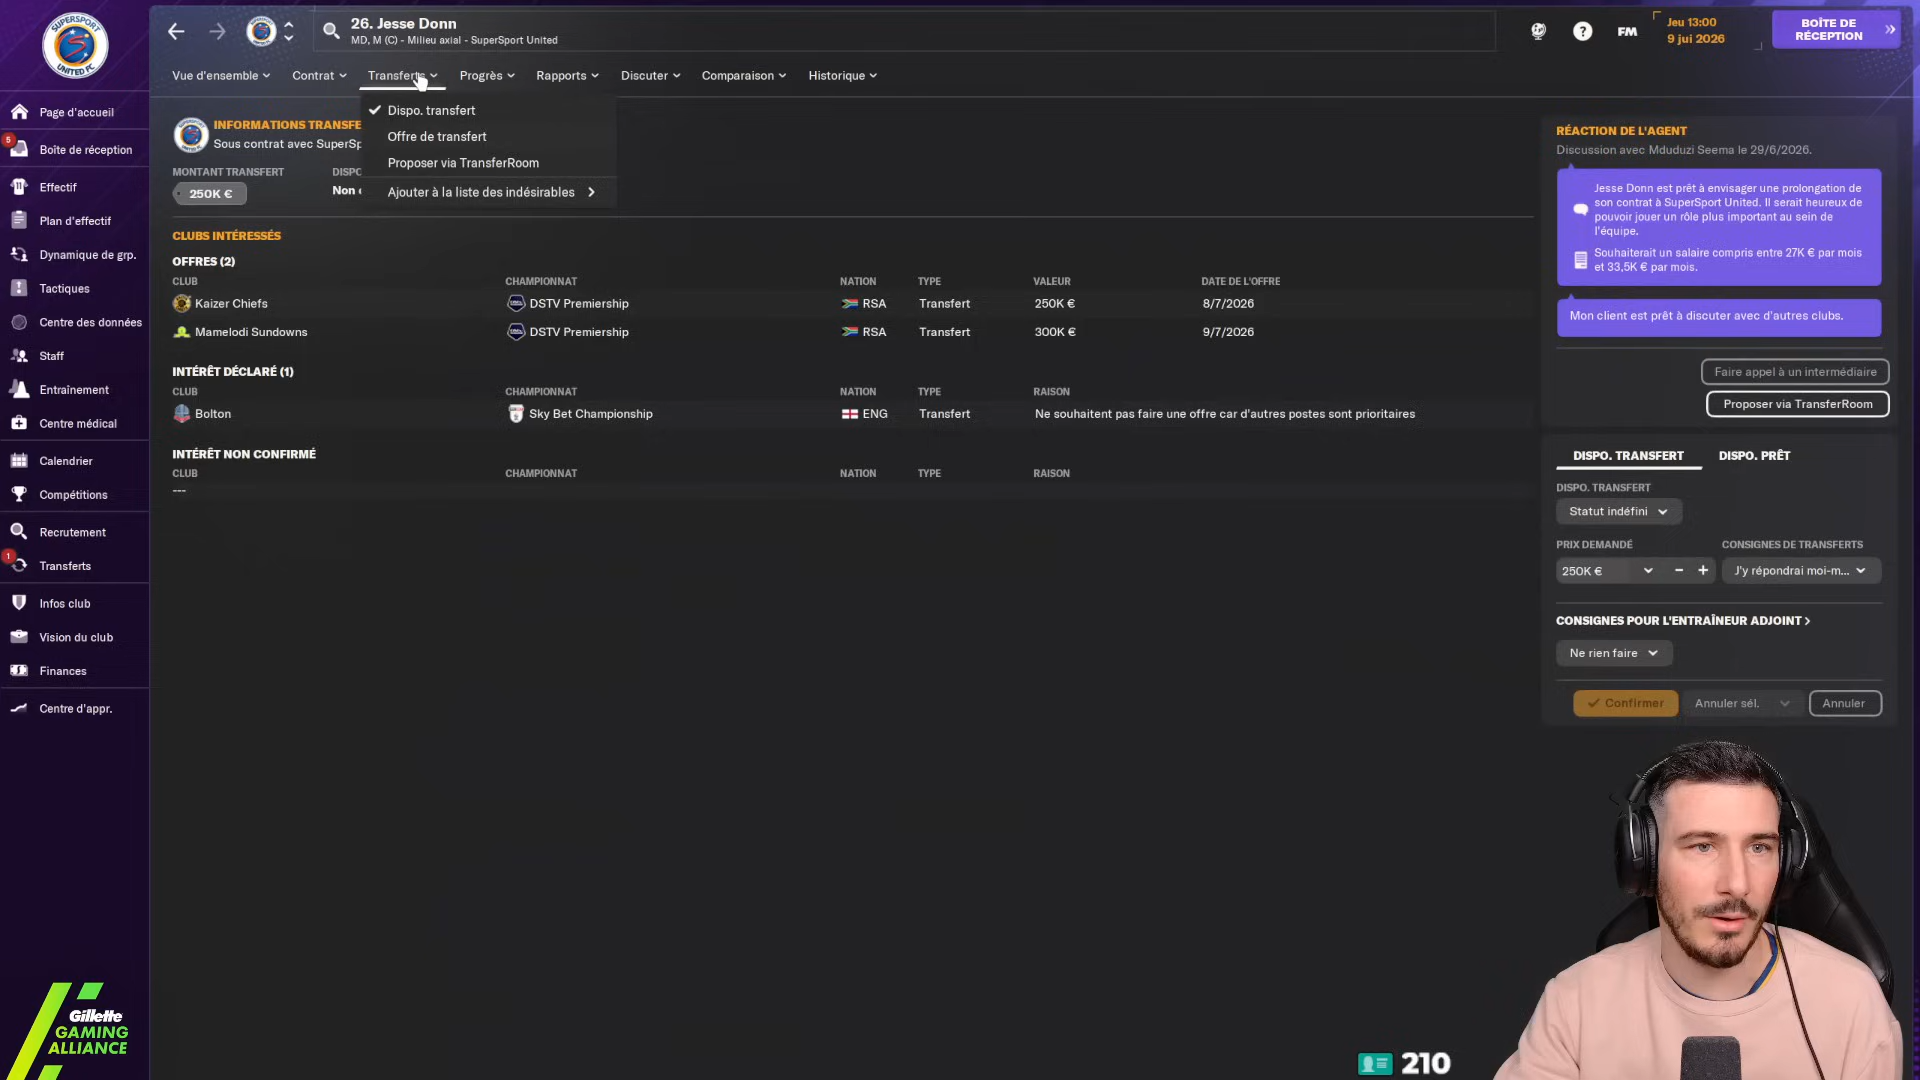 SUPERSPORT
UNITED FC
26. Jesse Donn
MD, M (C) - Milieu axial - SuperSport United
FM
Jeu 13:00
9 jui 2026
BOÎTE DE
RÉCEPTION
Vue d'ensemble
Contrat
Transferts
Progrès
Rapports
Discuter
Comparaison
Historique
Page d'accueil
5
Boîte de réception
Effectif
Plan d'effectif
Dynamique de grp.
Tactiques
Centre des données
Staff
Entraînement
Centre médical
Calendrier
Compétitions
Recrutement
1
Transferts
Infos club
Vision du club
Finances
Centre d'appr.
Dispo. transfert
Offre de transfert
Proposer via TransferRoom
Ajouter à la liste des indésirables
INFORMATIONS TRANSFE
Sous contrat avec SuperSp
MONTANT TRANSFERT
DISPO
250K €
Non
CLUBS INTÉRESSÉS
OFFRES (2)
CLUB CHAMPIONNAT NATION TYPE VALEUR DATE DE L'OFFRE
Kaizer Chiefs DSTV Premiership RSA Transfert 250K € 8/7/2026
Mamelodi Sundowns DSTV Premiership RSA Transfert 300K € 9/7/2026
INTÉRÊT DÉCLARÉ (1)
CLUB CHAMPIONNAT NATION TYPE RAISON
Bolton Sky Bet Championship ENG Transfert Ne souhaitent pas faire une offre car d'autres postes sont prioritaires
INTÉRÊT NON CONFIRMÉ
CLUB CHAMPIONNAT NATION TYPE RAISON
---
RÉACTION DE L'AGENT
Discussion avec Mduduzi Seema le 29/6/2026.
Jesse Donn est prêt à envisager une prolongation de
son contrat à SuperSport United. Il serait heureux de
pouvoir jouer un rôle plus important au sein de
l'équipe.
Souhaiterait un salaire compris entre 27K € par mois
et 33,5K € par mois.
Mon client est prêt à discuter avec d'autres clubs.
Faire appel à un intermédiaire
Proposer via TransferRoom
DISPO. TRANSFERT
DISPO. PRÊT
DISPO. TRANSFERT
Statut indéfini
PRIX DEMANDÉ
CONSIGNES DE TRANSFERTS
250K €
J'y répondrai moi-m...
CONSIGNES POUR L'ENTRAÎNEUR ADJOINT
Ne rien faire
Confirmer
Annuler sél.
Annuler
Gillette
GAMING
ALLIANCE
210